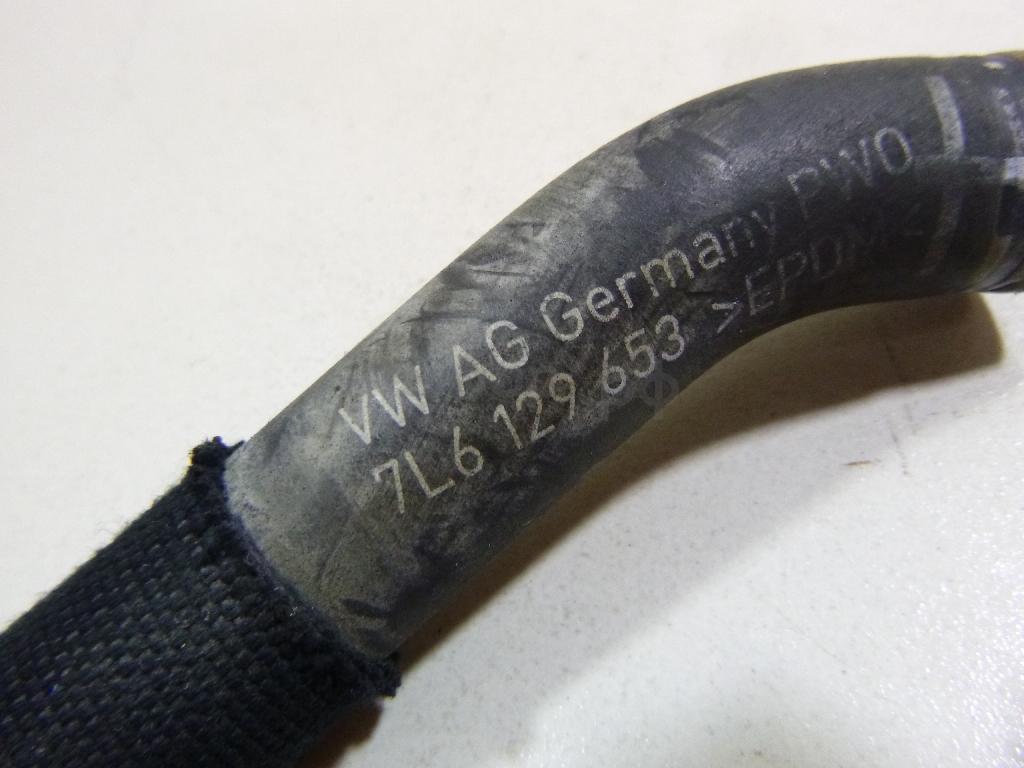 VW AG Germany PWO
7L6 129 653 >EPDM<